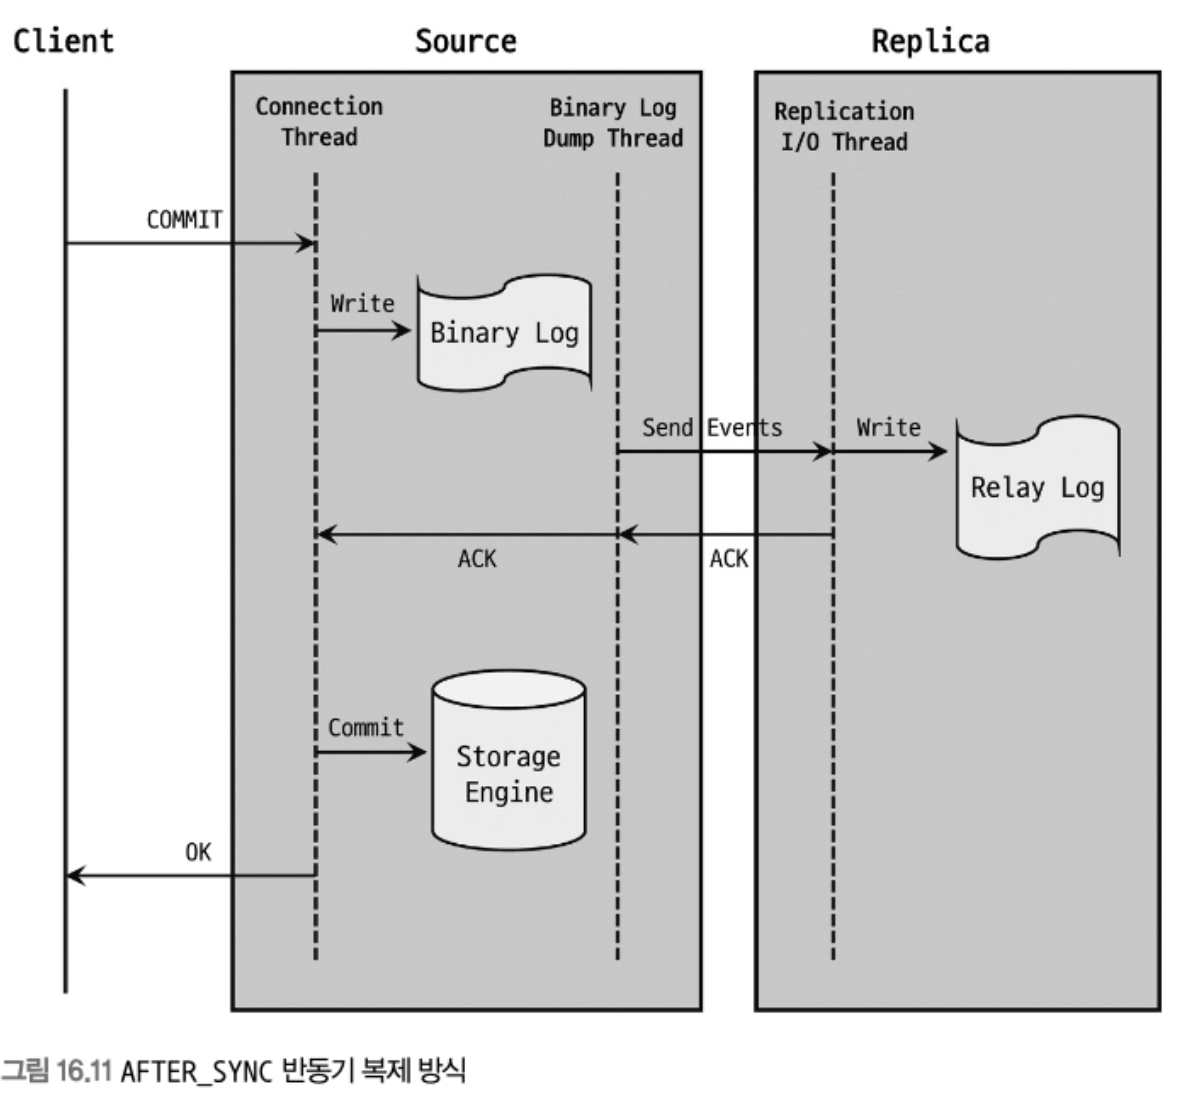 Client
Source
Replica
Connection
Thread
Binary Log
Dump Thread
Replication
I/O Thread
COMMIT
Write
Binary Log
Send Events
Write
Relay Log
ACK
ACK
Commit
Storage
Engine
OK
그림 16.11 AFTER_SYNC 반동기 복제 방식